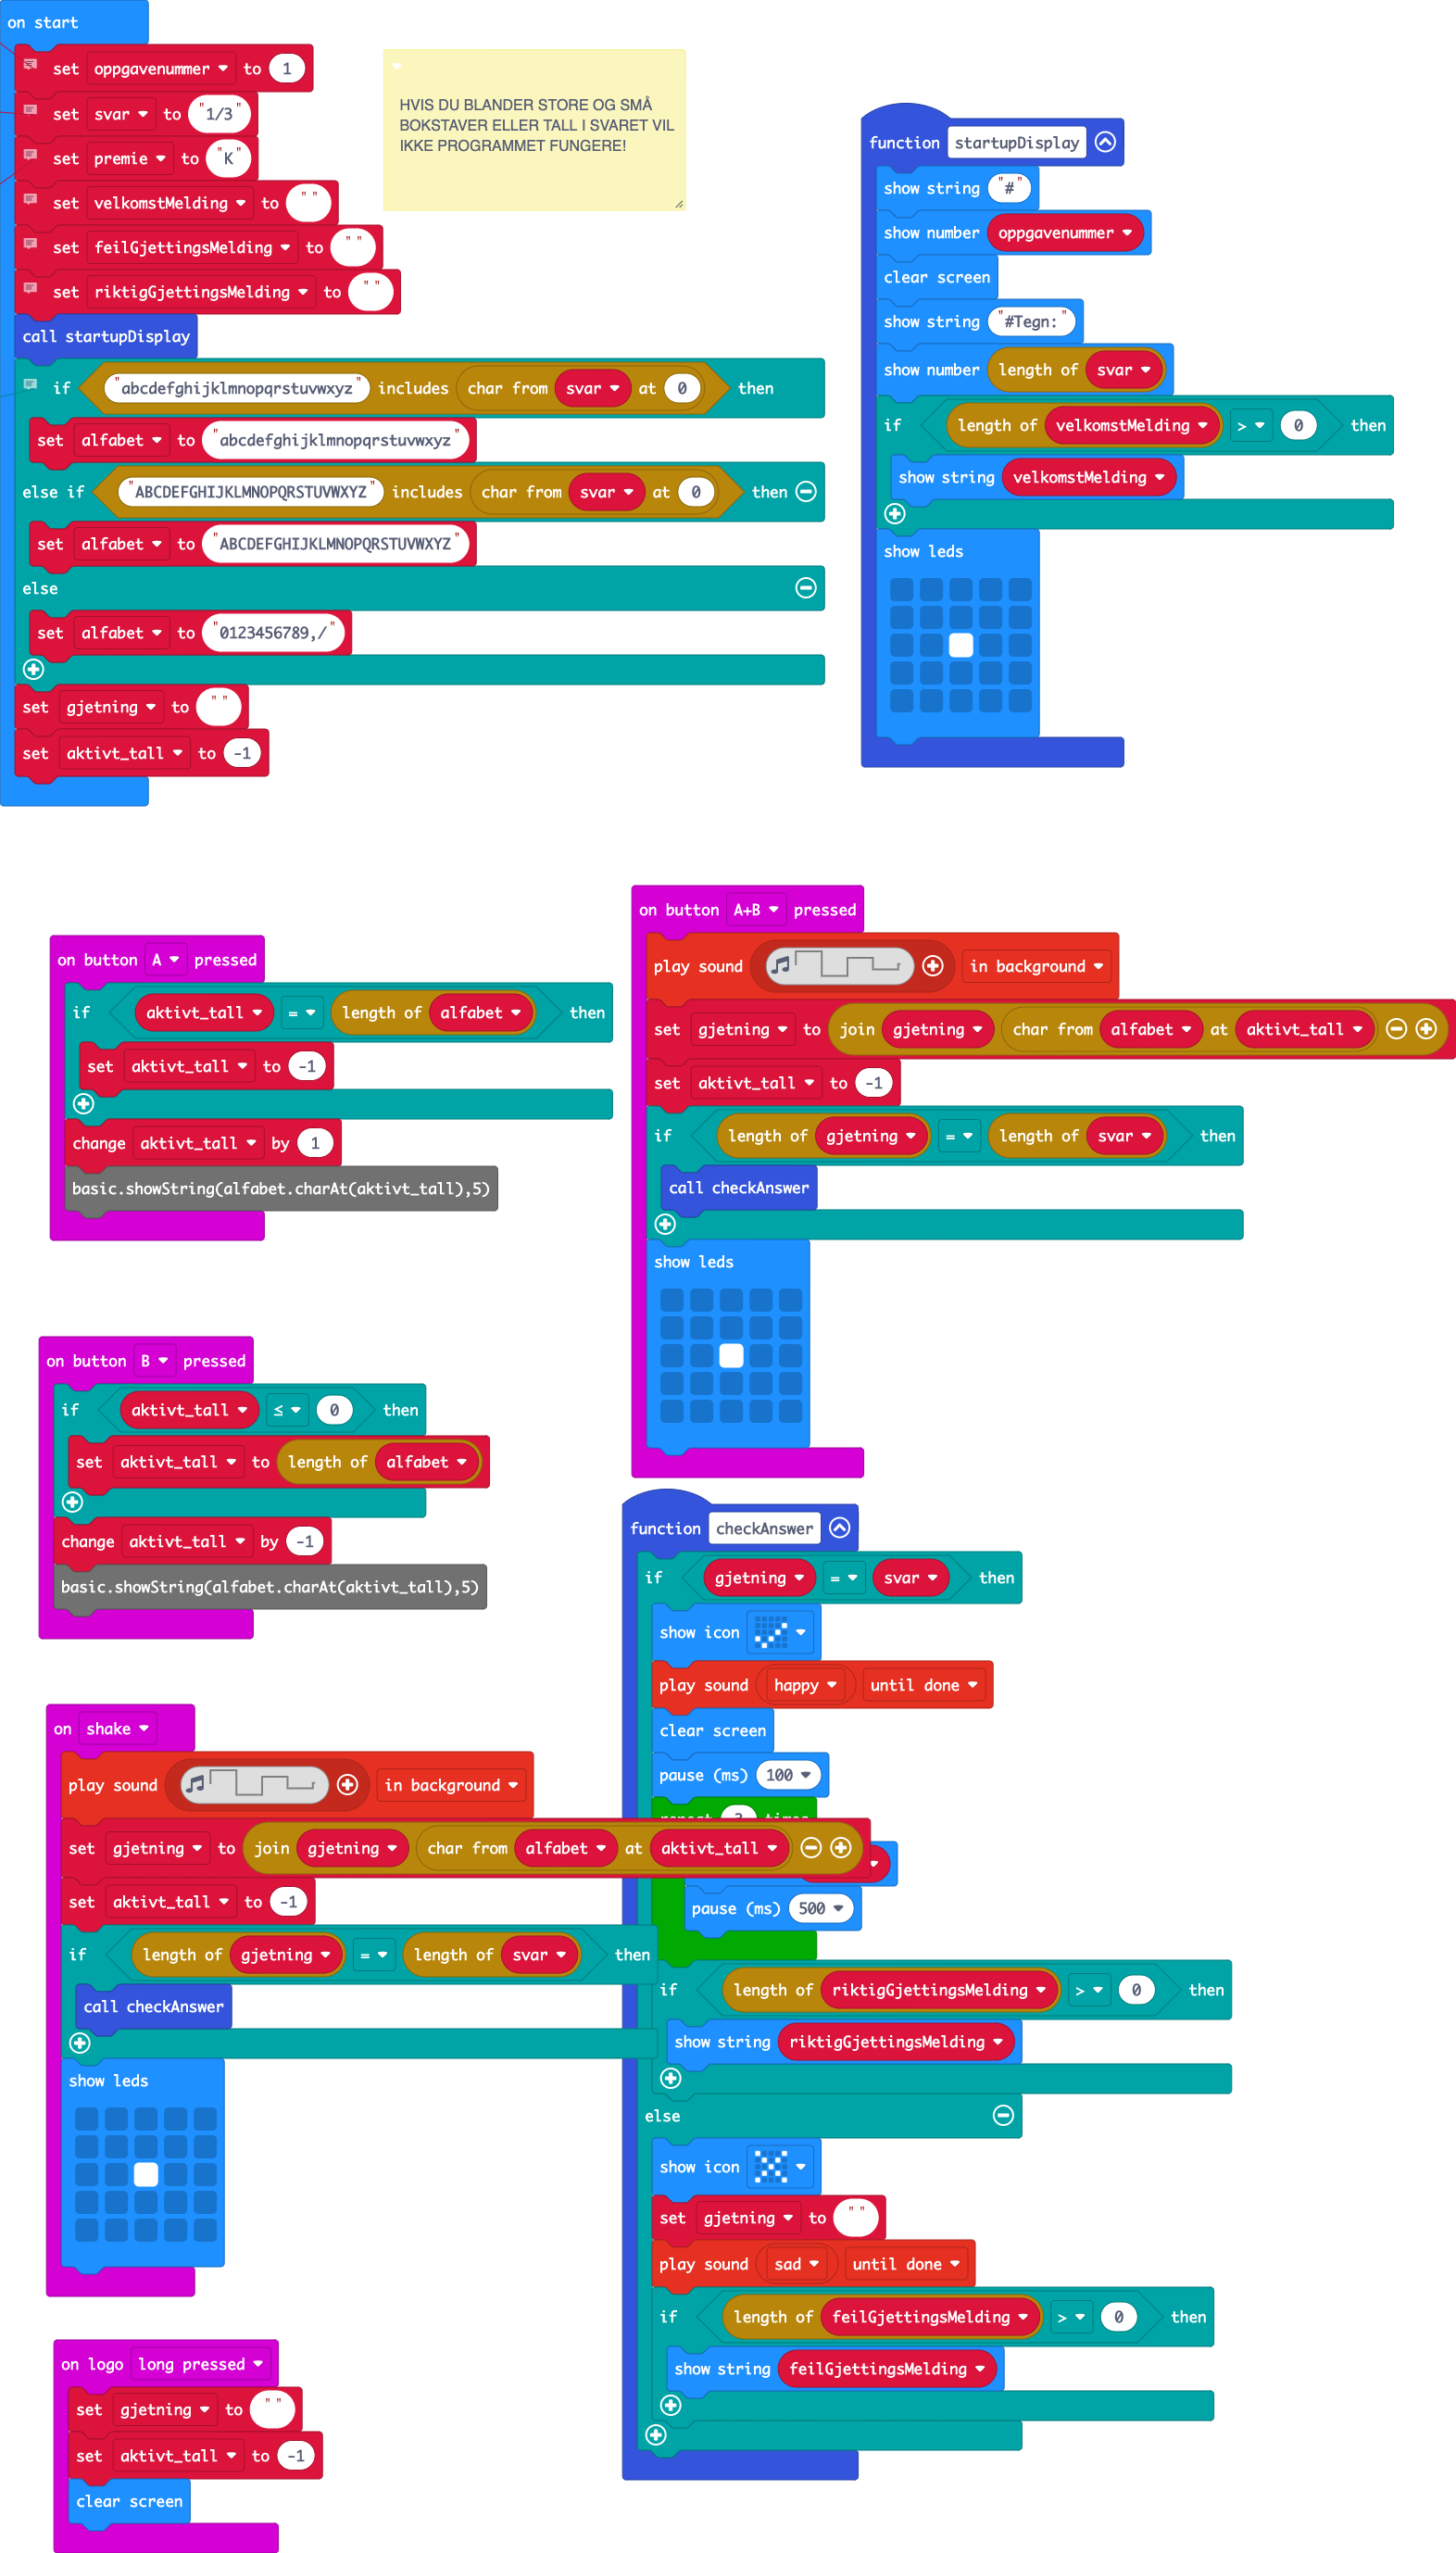 on start
set oppgavenummer to 1
set svar to "1/3"
set premie to "K"
set velkomstMelding to " "
set feilGjettingsMelding to " "
set riktigGjettingsMelding to " "
call startupDisplay
if "abcdefghijklmnopqrstuvwxyz" includes char from svar at 0 then
set alfabet to "abcdefghijklmnopqrstuvwxyz"
else if "ABCDEFGHIJKLMNOPQRSTUVWXYZ" includes char from svar at 0 then
set alfabet to "ABCDEFGHIJKLMNOPQRSTUVWXYZ"
else
set alfabet to "0123456789,/"
set gjetning to " "
set aktivt_tall to -1
HVIS DU BLANDER STORE OG SMÅ
BOKSTAVER ELLER TALL I SVARET VIL
IKKE PROGRAMMET FUNGERE!
function startupDisplay
show string "#"
show number oppgavenummer
clear screen
show string "#Tegn:"
show number length of svar
if length of velkomstMelding > 0 then
show string velkomstMelding
show leds
on button A pressed
if aktivt_tall = length of alfabet then
set aktivt_tall to -1
change aktivt_tall by 1
basic.showString(alfabet.charAt(aktivt_tall),5)
on button A+B pressed
play sound in background
set gjetning to join gjetning char from alfabet at aktivt_tall
set aktivt_tall to -1
if length of gjetning = length of svar then
call checkAnswer
show leds
on button B pressed
if aktivt_tall ≤ 0 then
set aktivt_tall to length of alfabet
change aktivt_tall by -1
basic.showString(alfabet.charAt(aktivt_tall),5)
function checkAnswer
if gjetning = svar then
show icon
play sound happy until done
clear screen
pause (ms) 100
pause (ms) 500
if length of riktigGjettingsMelding > 0 then
show string riktigGjettingsMelding
else
show icon
set gjetning to " "
play sound sad until done
if length of feilGjettingsMelding > 0 then
show string feilGjettingsMelding
on shake
play sound in background
set gjetning to join gjetning char from alfabet at aktivt_tall
set aktivt_tall to -1
if length of gjetning = length of svar then
call checkAnswer
show leds
on logo long pressed
set gjetning to " "
set aktivt_tall to -1
clear screen